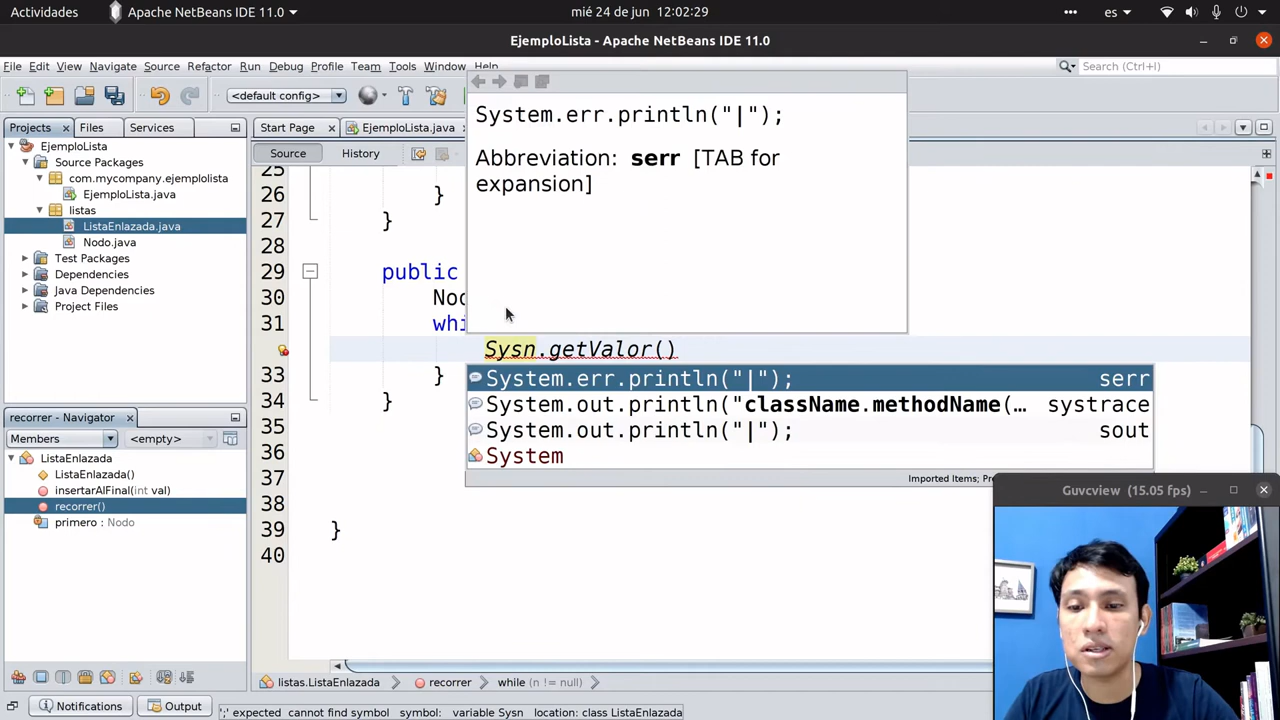 Actividades
Apache NetBeans IDE 11.0
mié 24 de jun 12:02:29
es
EjemploLista - Apache NetBeans IDE 11.0
File Edit View Navigate Source Refactor Run Debug Profile Team Tools Window
Search (Ctrl+I)
<default config>
Projects
Files
Services
Start Page
EjemploLista.java
Source
History
EjemploLista
Source Packages
com.mycompany.ejemplolista
EjemploLista.java
listas
ListaEnlazada.java
Nodo.java
Test Packages
Dependencies
Java Dependencies
Project Files
System.err.println("|");
Abbreviation: serr [TAB for
expansion]
25
26 }
27 }
28
29 public
30 Noo
31 whi
Sysn.getValor()
33 }
34 }
35
36
37
38
39 }
40
System.err.println("|"); serr
System.out.println("className.methodName(… systrace
System.out.println("|"); sout
System
Imported Items; Pre
recorrer - Navigator
Members
<empty>
ListaEnlazada
ListaEnlazada()
insertarAlFinal(int val)
recorrer()
primero : Nodo
Guvcview (15.05 fps)
listas.ListaEnlazada
recorrer
while (n != null)
Notifications
Output
';' expected cannot find symbol symbol: variable Sysn location: class ListaEnlazada